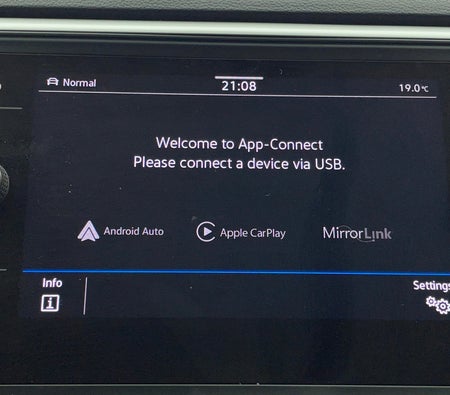 Normal
21:08
19.0°C
Welcome to App-Connect
Please connect a device via USB.
Android Auto
Apple CarPlay
MirrorLink
Info
Settings